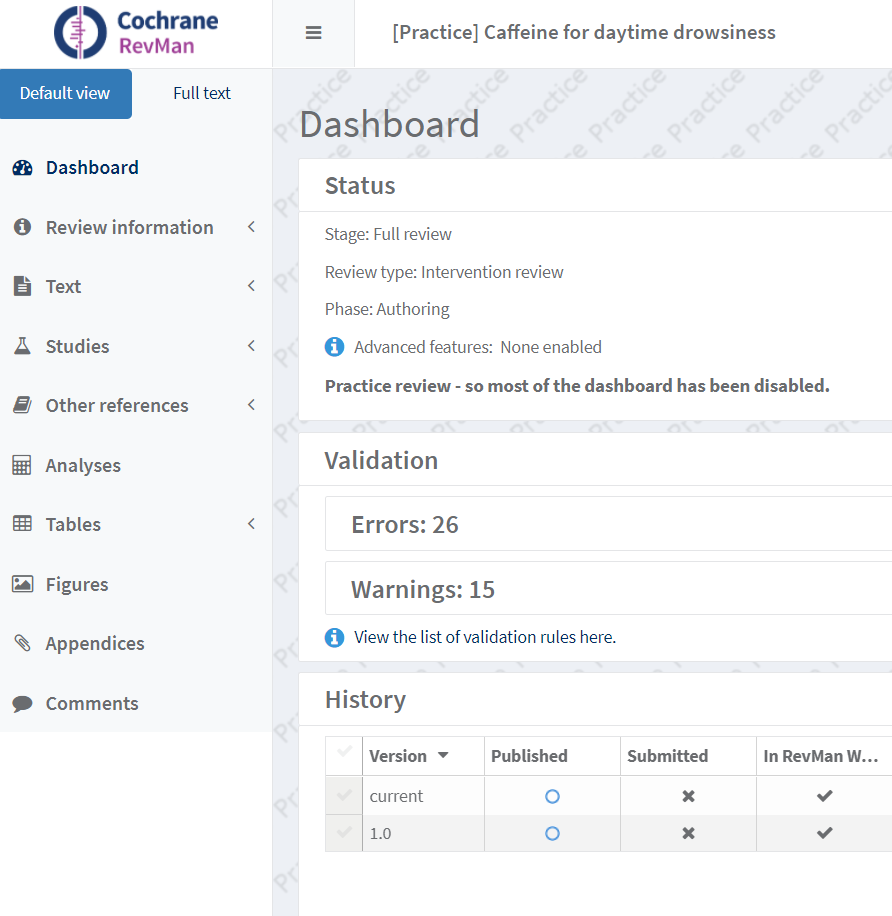 Cochrane
RevMan
[Practice] Caffeine for daytime drowsiness
Default view
Full text
Dashboard
Review information
Text
Studies
Other references
Analyses
Tables
Figures
Appendices
Comments
Dashboard
Status
Stage: Full review
Review type: Intervention review
Phase: Authoring
Advanced features: None enabled
Practice review - so most of the dashboard has been disabled.
Validation
Errors: 26
Warnings: 15
View the list of validation rules here.
History
Version Published Submitted In RevMan W...
current
1.0
Practice